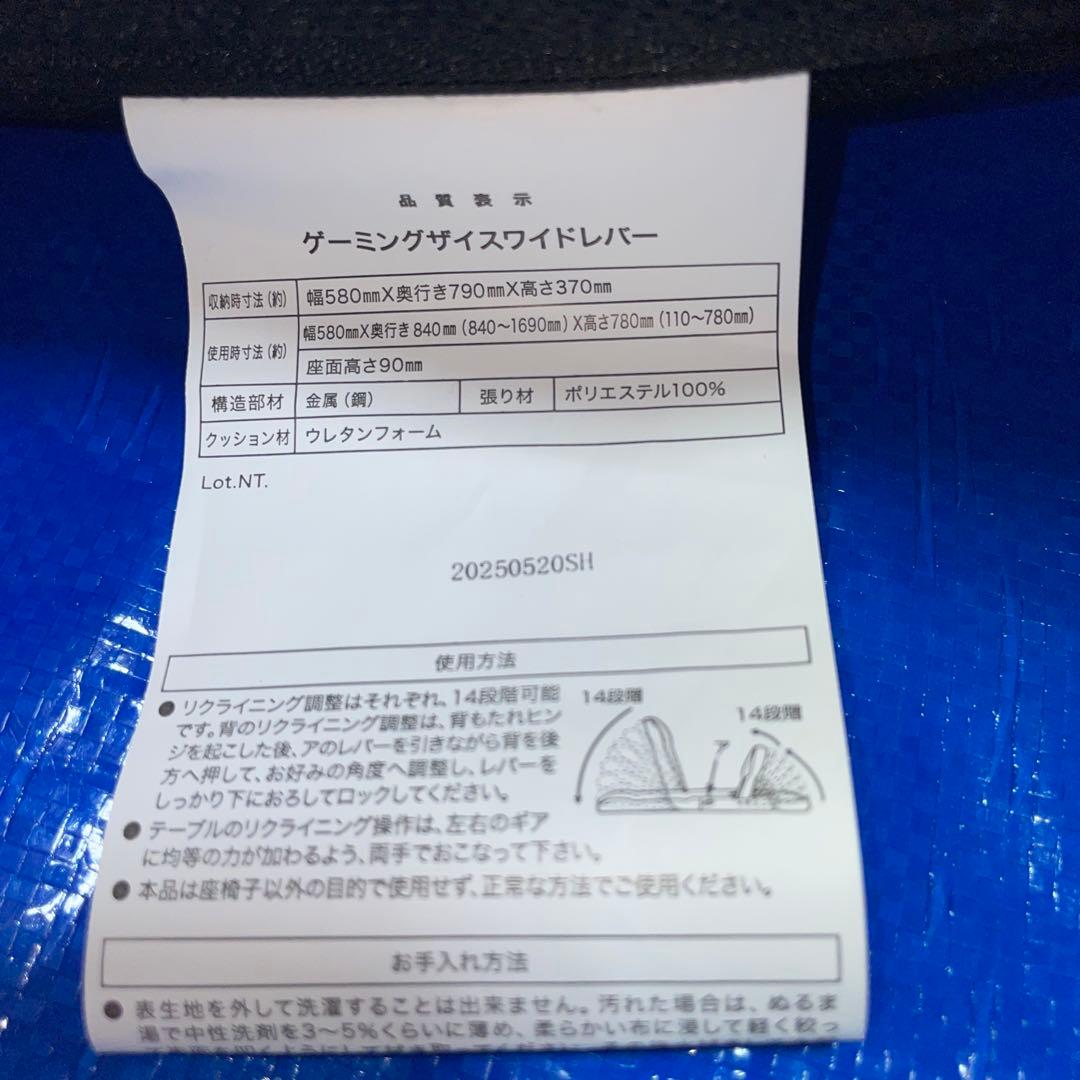 品質表示
ゲーミングザイスワイドレバー
収納時寸法(約) 幅580㎜X奥行き790㎜X高さ370㎜
使用時寸法(約) 幅580㎜X奥行き840㎜(840〜1690㎜)X高さ780㎜(110〜780㎜)
座面高さ90㎜
構造部材 金属(鋼) 張り材 ポリエステル100%
クッション材 ウレタンフォーム
Lot.NT.
20250520SH
使用方法
● リクライニング調整はそれぞれ、14段階可能
です。背のリクライニング調整は、背もたれヒン
ジを起こした後、アのレバーを引きながら背を後
方へ押して、お好みの角度へ調整し、レバーを
しっかり下におろしてロックしてください。
14段階
14段階
ア
● テーブルのリクライニング操作は、左右のギア
に均等の力が加わるよう、両手でおこなって下さい。
● 本品は座椅子以外の目的で使用せず、正常な方法でご使用ください。
お手入れ方法
● 表生地を外して洗濯することは出来ません。汚れた場合は、ぬるま
湯で中性洗剤を3〜5%くらいに薄め、柔らかい布に浸して軽く絞っ